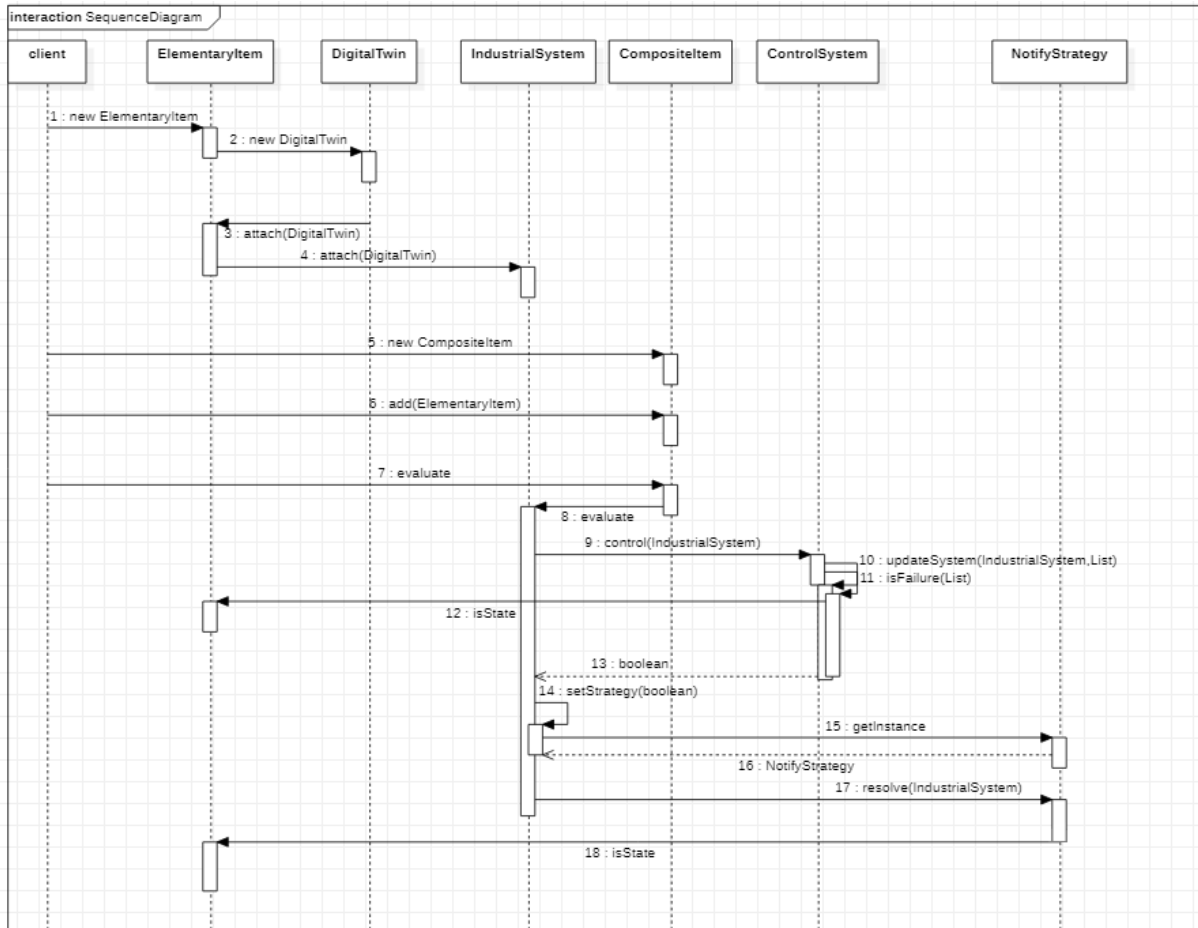 interaction SequenceDiagram
client
ElementaryItem
DigitalTwin
IndustrialSystem
CompositeItem
ControlSystem
NotifyStrategy
1 : new ElementaryItem
2 : new DigitalTwin
3 : attach(DigitalTwin)
4 : attach(DigitalTwin)
5 : new CompositeItem
6 : add(ElementaryItem)
7 : evaluate
8 : evaluate
9 : control(IndustrialSystem)
10 : updateSystem(IndustrialSystem,List)
11 : isFailure(List)
12 : isState
13 : boolean
14 : setStrategy(boolean)
15 : getInstance
16 : NotifyStrategy
17 : resolve(IndustrialSystem)
18 : isState